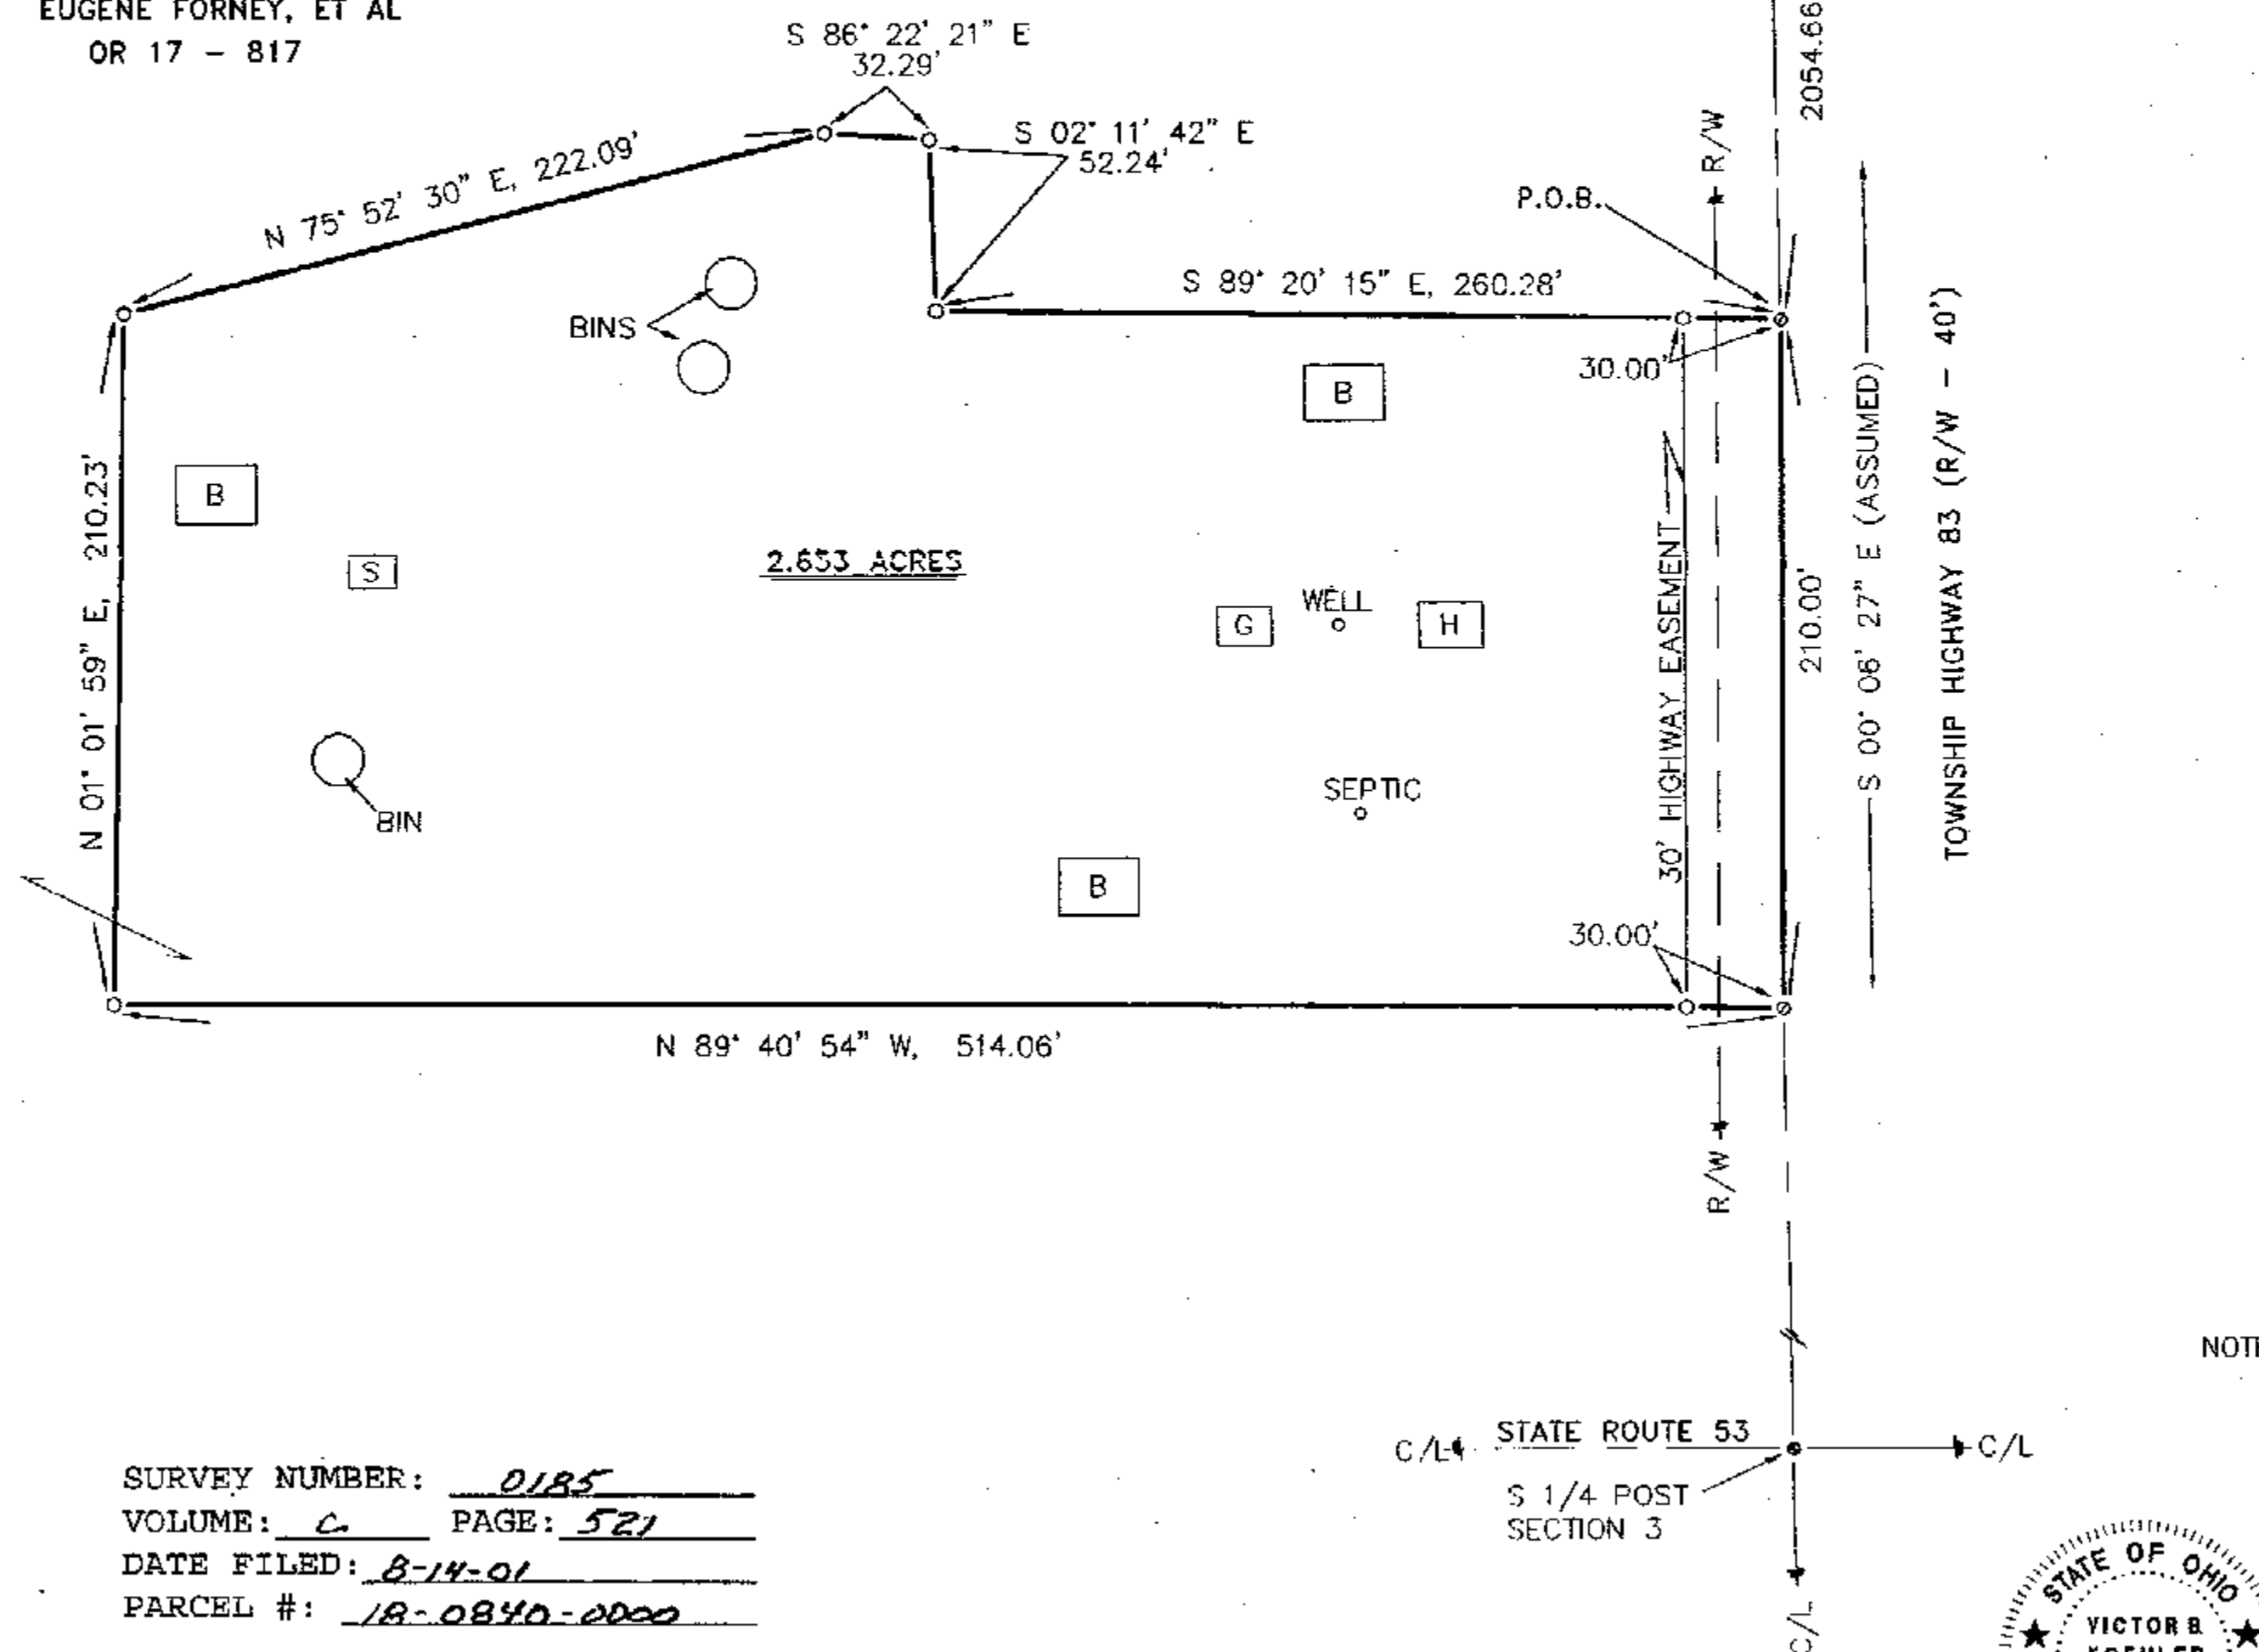 EUGENE FORNEY, ET AL
OR 17 - 817
S 86° 22' 21" E
32.29'
2054.66
N 75° 52' 30" E, 222.09'
S 02° 11' 42" E
52.24'
R/W
P.O.B.
S 89° 20' 15" E, 260.28'
BINS
30.00'
B
B
N 01° 01' 59" E, 210.23'
S
2.653 ACRES
G
WELL
H
30' HIGHWAY EASEMENT
210.00'
S 00° 06' 27" E (ASSUMED)
TOWNSHIP HIGHWAY 83 (R/W - 40')
BIN
SEPTIC
B
30.00'
N 89° 40' 54" W, 514.06'
R/W
NOTE
C/L
STATE ROUTE 53
C/L
S 1/4 POST
SECTION 3
C/L
SURVEY NUMBER: 0185
VOLUME: C PAGE: 521
DATE FILED: 8-14-01
PARCEL #: 18-0840-0000
STATE OF OHIO
VICTOR B.